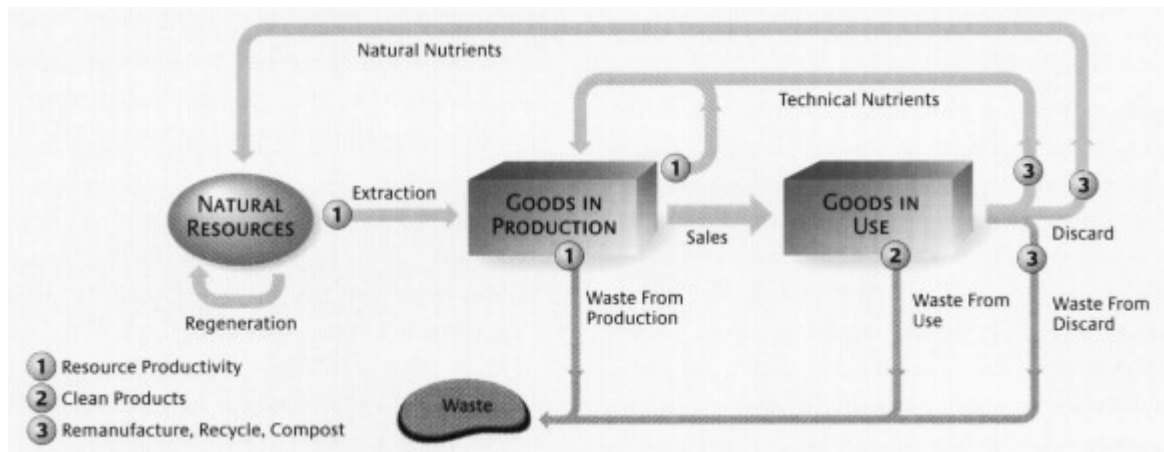 Natural Nutrients
Technical Nutrients
NATURAL
RESOURCES
1
Extraction
GOODS IN
PRODUCTION
1
1
Sales
GOODS IN
USE
2
3
3
Discard
3
Regeneration
Waste From
Production
Waste From
Use
Waste From
Discard
Waste
1 Resource Productivity
2 Clean Products
3 Remanufacture, Recycle, Compost